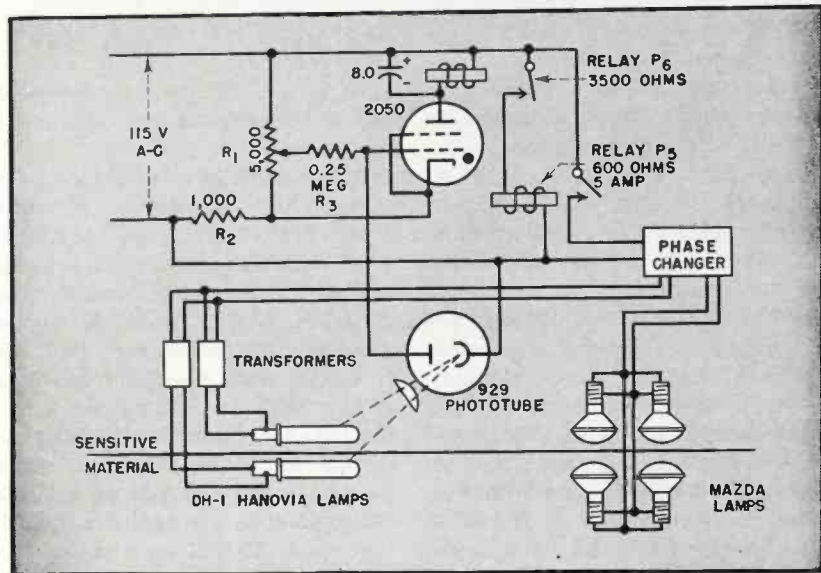 8.0
+
-
2050
RELAY P6
3500 OHMS
115 V
A-C
R1
5,000
0.25
MEG
R3
RELAY P5
600 OHMS
5 AMP
1,000
R2
PHASE
CHANGER
TRANSFORMERS
929
PHOTOTUBE
SENSITIVE
MATERIAL
DH-1 HANOVIA LAMPS
MAZDA
LAMPS